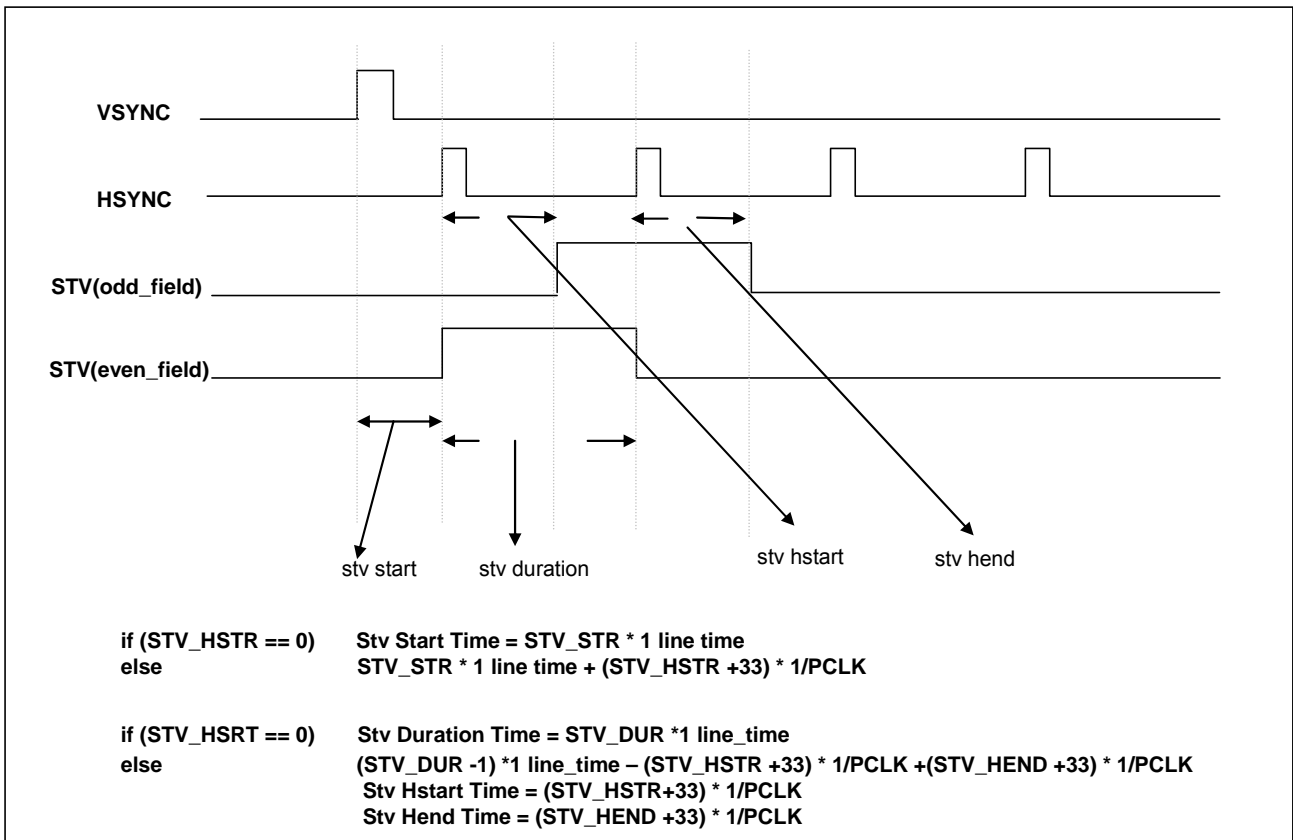 VSYNC
HSYNC
STV(odd_field)
STV(even_field)
stv start
stv duration
stv hstart
stv hend
if (STV_HSTR == 0) Stv Start Time = STV_STR * 1 line time
else STV_STR * 1 line time + (STV_HSTR +33) * 1/PCLK
if (STV_HSRT == 0) Stv Duration Time = STV_DUR *1 line_time
else (STV_DUR -1) *1 line_time – (STV_HSTR +33) * 1/PCLK +(STV_HEND +33) * 1/PCLK
Stv Hstart Time = (STV_HSTR+33) * 1/PCLK
Stv Hend Time = (STV_HEND +33) * 1/PCLK